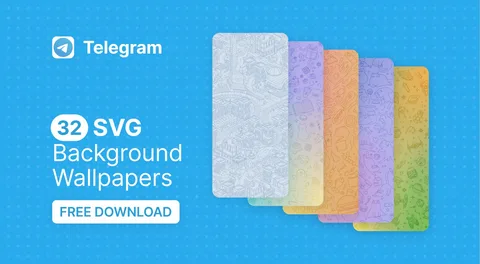 Telegram
32 SVG
Background
Wallpapers
FREE DOWNLOAD